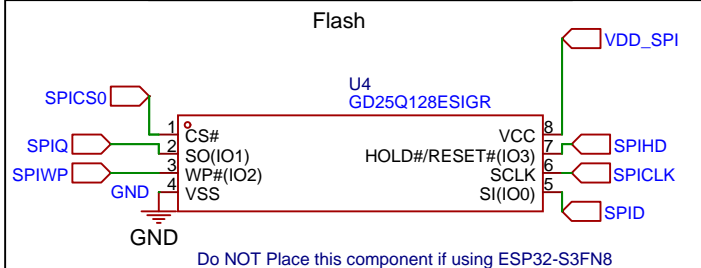 Flash
VDD_SPI
U4
GD25Q128ESIGR
SPICS0
1 CS# VCC 8
SPIQ 2 SO(IO1) HOLD#/RESET#(IO3) 7 SPIHD
SPIWP 3 WP#(IO2) SCLK 6 SPICLK
GND 4 VSS SI(IO0) 5
SPID
GND
Do NOT Place this component if using ESP32-S3FN8